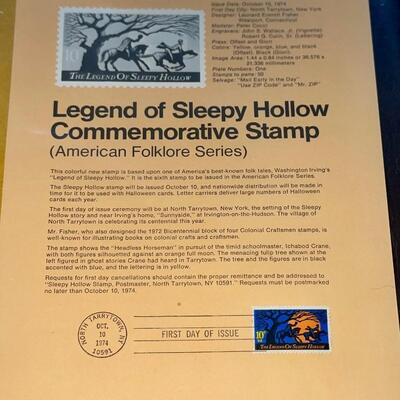 Issue Date: October 10, 1974
First Day City: North Tarrytown, New York
Designer: Leonard Everett Fisher
Westport, Connecticut
Modeler: Peter Cocci
Engravers: John S. Wallace, Jr. (Vignette)
Robert G. Culin, Sr. (Lettering)
Press: Offset and Giori
Colors: Yellow, orange, blue, and black
(Offset). Black (Giori).
Image Area: 1.44 x 0.84 inches or 36.576 x
21.336 millimeters
Plate Numbers: One
Stamps to pane: 50
Selvage: "Mail Early in the Day"
"Use ZIP Code" and "Mr. ZIP"
10c
THE LEGEND OF SLEEPY HOLLOW
Legend of Sleepy Hollow
Commemorative Stamp
(American Folklore Series)
This colorful new stamp is based upon one of America's best-known folk tales, Washington Irving's
"Legend of Sleepy Hollow." It is the sixth stamp to be issued in the American Folklore Series.
The Sleepy Hollow stamp will be issued October 10, and nationwide distribution will be made in
time for it to be used with Halloween cards. Letter carriers deliver large numbers of Halloween
cards each year.
The first day of issue ceremony will be at North Tarrytown, New York, the setting of the Sleepy
Hollow story and near Irving's home, "Sunnyside," at Irvington-on-the-Hudson. The village of
North Tarrytown is celebrating its centennial this year.
Mr. Fisher, who also designed the 1972 Bicentennial block of four Colonial Craftsmen stamps, is
well-known for illustrating books on colonial crafts and craftsmen.
The stamp shows the "Headless Horseman" in pursuit of the timid schoolmaster, Ichabod Crane,
with both figures silhouetted against an orange full moon. The menacing tulip tree shown at the
left figured in ghost stories Crane had heard in Tarrytown. The tree and the figures are in black
accented with blue, and the lettering is in yellow.
Requests for first day cancellations should contain the proper remittance and be addressed to
"Sleepy Hollow Stamp, Postmaster, North Tarrytown, NY 10591." Requests must be postmarked
no later than October 10, 1974.
NORTH TARRYTOWN, NY
OCT.
10
1974
10591
FIRST DAY OF ISSUE
10c
US
THE LEGEND OF SLEEPY HOLLOW